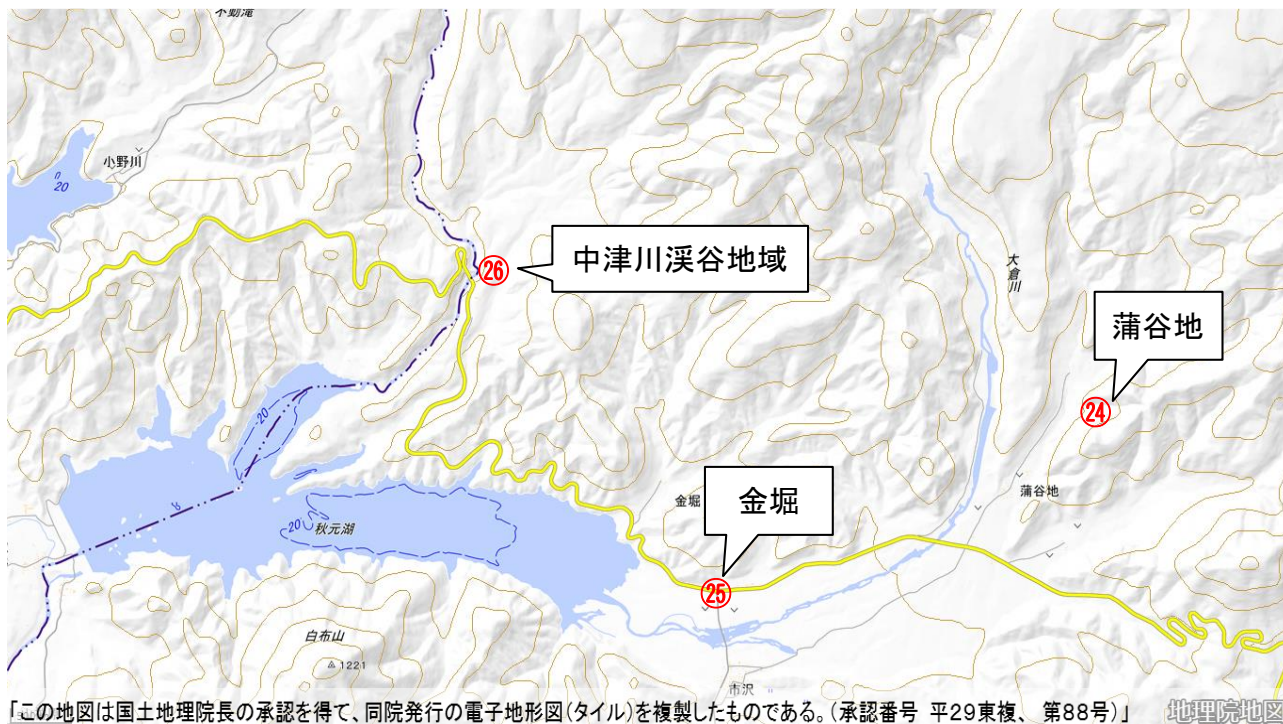 不動滝
小野川
20
㉖
中津川渓谷地域
大倉川
蒲谷地
㉔
20
20
秋元湖
金堀
金堀
蒲谷地
㉕
白布山
1221
市沢
「この地図は国土地理院長の承認を得て、同院発行の電子地形図(タイル)を複製したものである。(承認番号 平29東複、 第88号)」
地理院地図